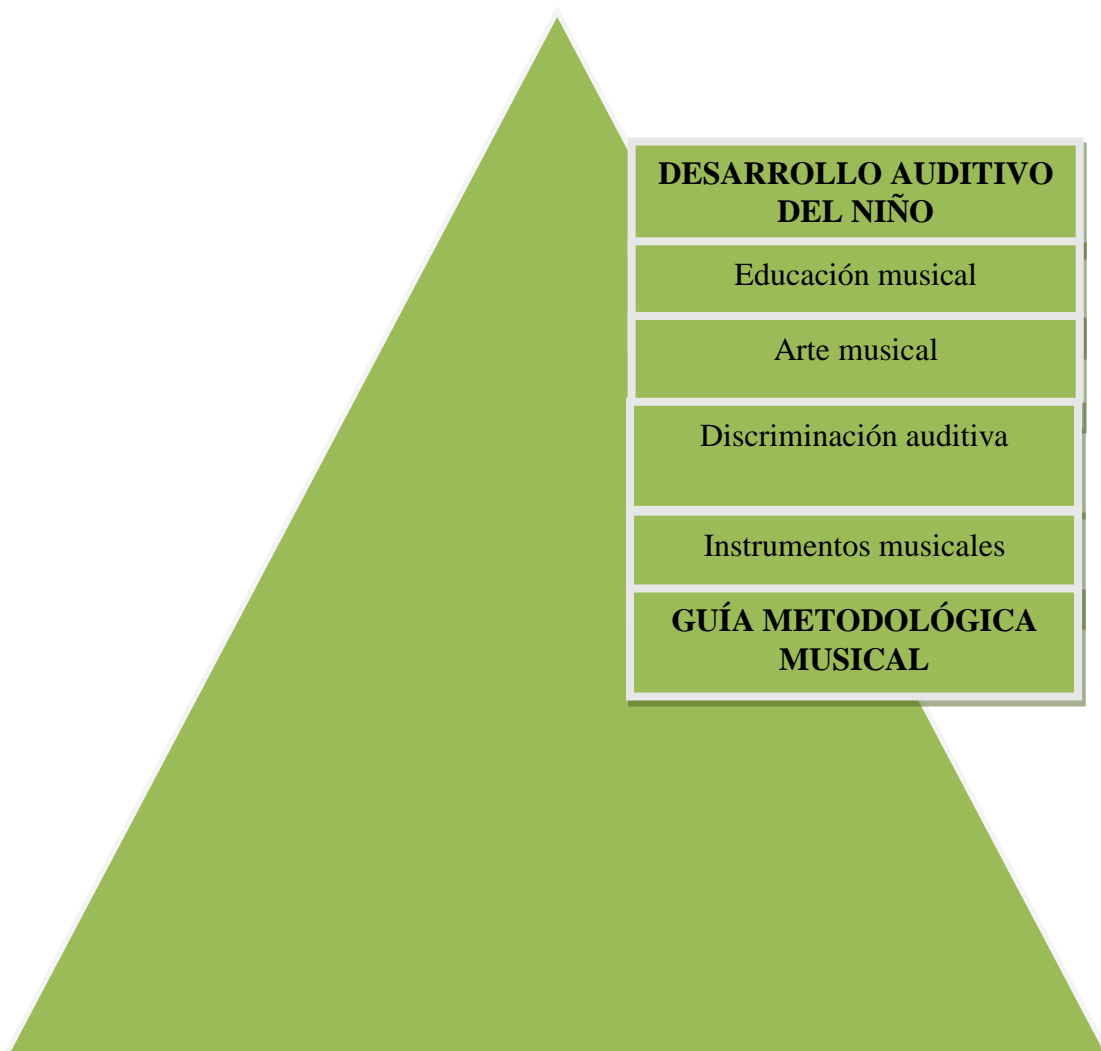 DESARROLLO AUDITIVO
DEL NIÑO
Educación musical
Arte musical
Discriminación auditiva
Instrumentos musicales
GUÍA METODOLÓGICA
MUSICAL